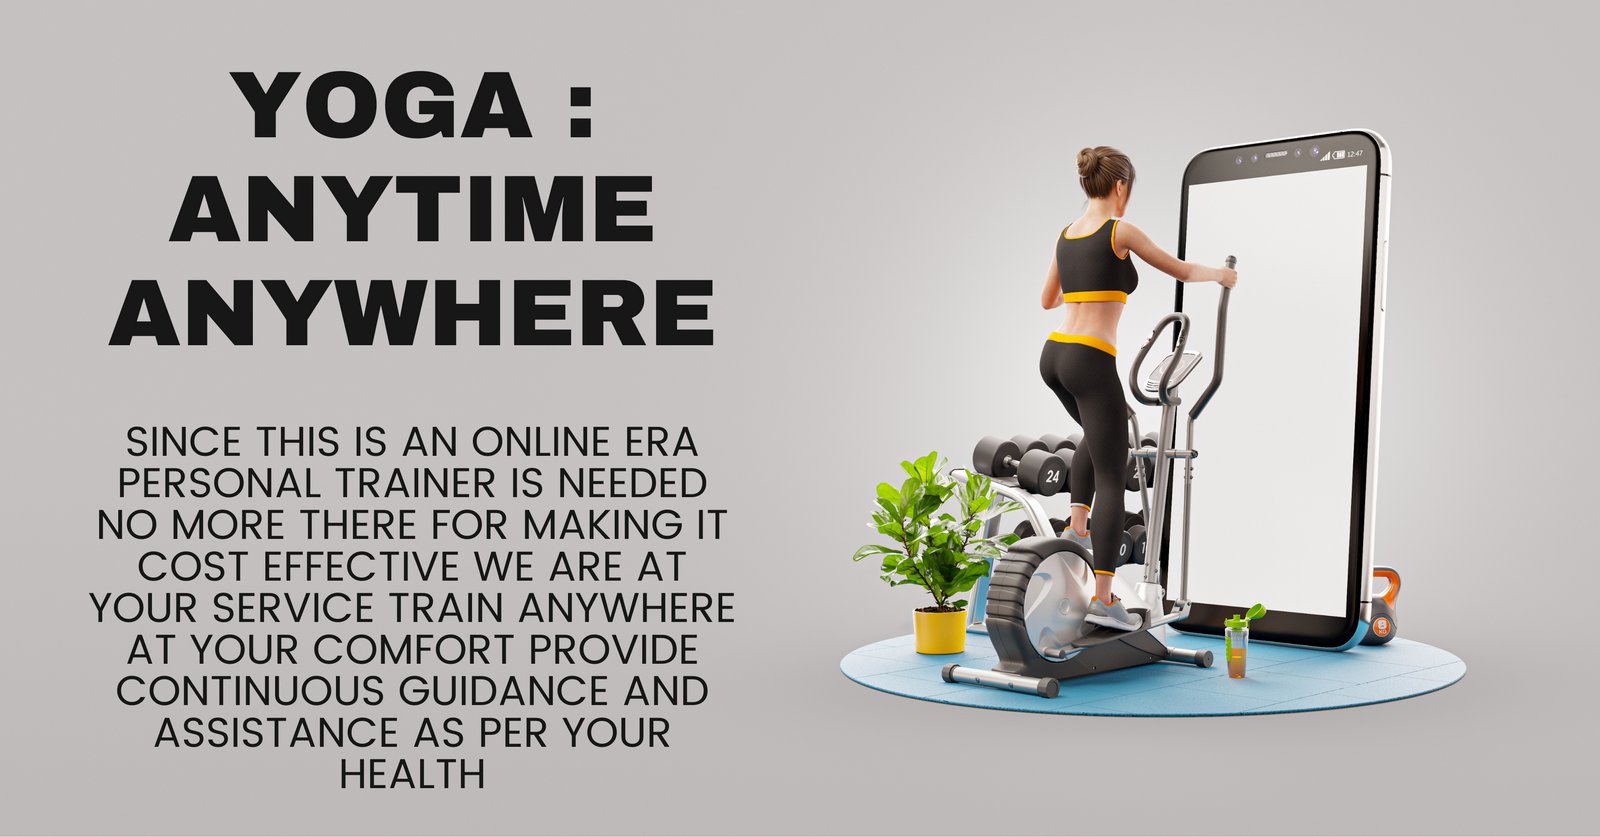 YOGA :
ANYTIME
ANYWHERE
SINCE THIS IS AN ONLINE ERA
PERSONAL TRAINER IS NEEDED
NO MORE THERE FOR MAKING IT
COST EFFECTIVE WE ARE AT
YOUR SERVICE TRAIN ANYWHERE
AT YOUR COMFORT PROVIDE
CONTINUOUS GUIDANCE AND
ASSISTANCE AS PER YOUR
HEALTH
12:47
24
8